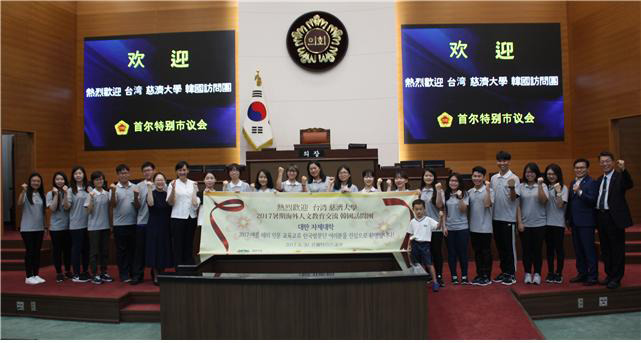 欢 迎
熱烈歡迎 台湾 慈濟大學 韓國訪問團
首尔特别市议会
의회
欢 迎
熱烈歡迎 台湾 慈濟大學 韓國訪問團
首尔特别市议会
의 장
熱烈歡迎 台湾 慈濟大學
2017暑期海外人文教育交流 韓國訪問團
대만 자제대학